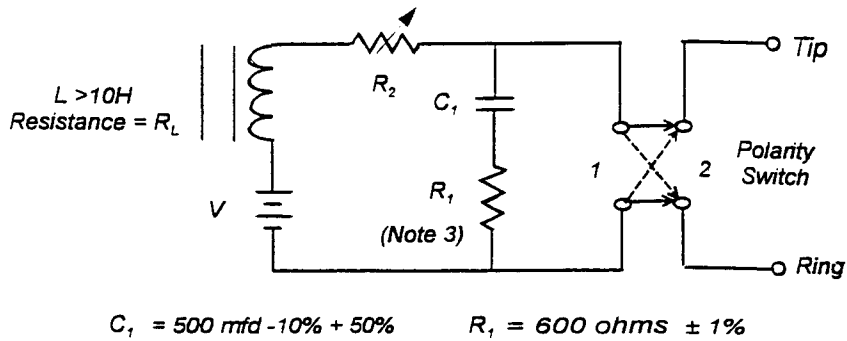 Tip
R2
L >10H
C1
Resistance = RL
1
2
Polarity
Switch
V
R1
(Note 3)
Ring
C1 = 500 mfd -10% + 50%
R1 = 600 ohms ± 1%